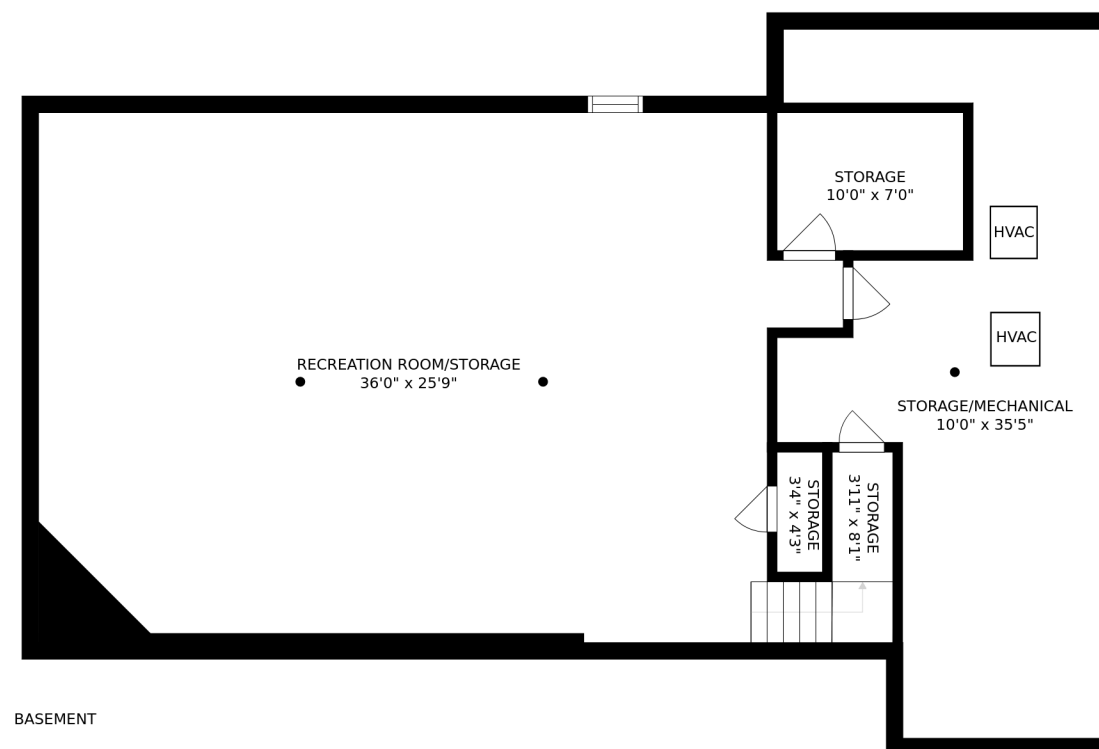 STORAGE
10'0" x 7'0"
HVAC
HVAC
RECREATION ROOM/STORAGE
36'0" x 25'9"
STORAGE/MECHANICAL
10'0" x 35'5"
STORAGE
3'4" x 4'3"
STORAGE
3'11" x 8'1"
BASEMENT